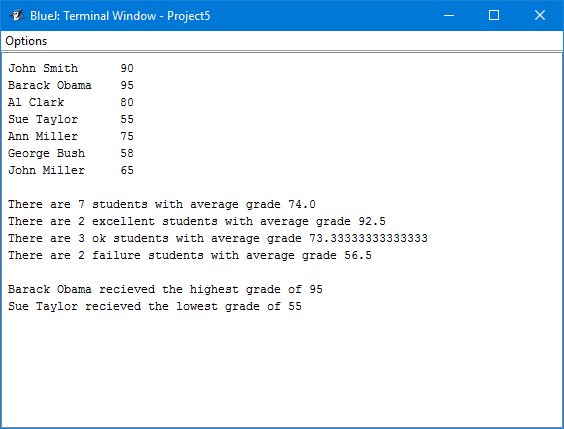 BlueJ: Terminal Window - Project5
Options
John Smith 90
Barack Obama 95
Al Clark 80
Sue Taylor 55
Ann Miller 75
George Bush 58
John Miller 65
There are 7 students with average grade 74.0
There are 2 excellent students with average grade 92.5
There are 3 ok students with average grade 73.33333333333333
There are 2 failure students with average grade 56.5
Barack Obama recieved the highest grade of 95
Sue Taylor recieved the lowest grade of 55